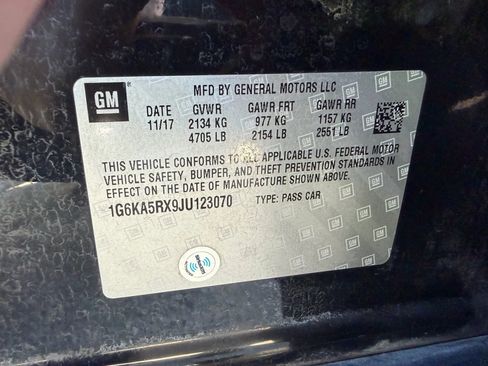 GM
MFD BY GENERAL MOTORS LLC
DATE GVWR GAWR FRT GAWR RR
11/17 2134 KG 977 KG 1157 KG
4705 LB 2154 LB 2551 LB
THIS VEHICLE CONFORMS TO ALL APPLICABLE U.S. FEDERAL MOTOR
VEHICLE SAFETY, BUMPER, AND THEFT PREVENTION STANDARDS IN
EFFECT ON THE DATE OF MANUFACTURE SHOWN ABOVE.
1G6KA5RX9JU123070 TYPE: PASS CAR